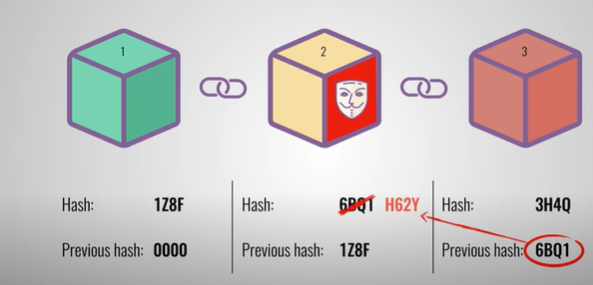 1
2
3
Hash: 1Z8F
Previous hash: 0000
Hash: 6BQ1 H62Y
Previous hash: 1Z8F
Hash: 3H4Q
Previous hash: 6BQ1